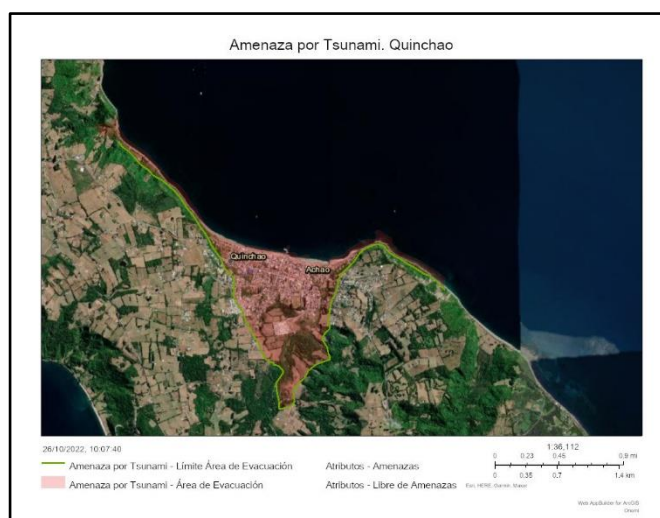 Amenaza por Tsunami. Quinchao
Quinchao
Achao
26/10/2022, 10:07:40
Amenaza por Tsunami - Límite Área de Evacuación
Amenaza por Tsunami - Área de Evacuación
Atributos - Amenazas
Atributos - Libre de Amenazas
1:36,112
0 0.23 0.45 0.9 mi
0 0.35 0.7 1.4 km
Esri, HERE, Garmin, Maxar
Web AppBuilder for ArcGIS
Onemi